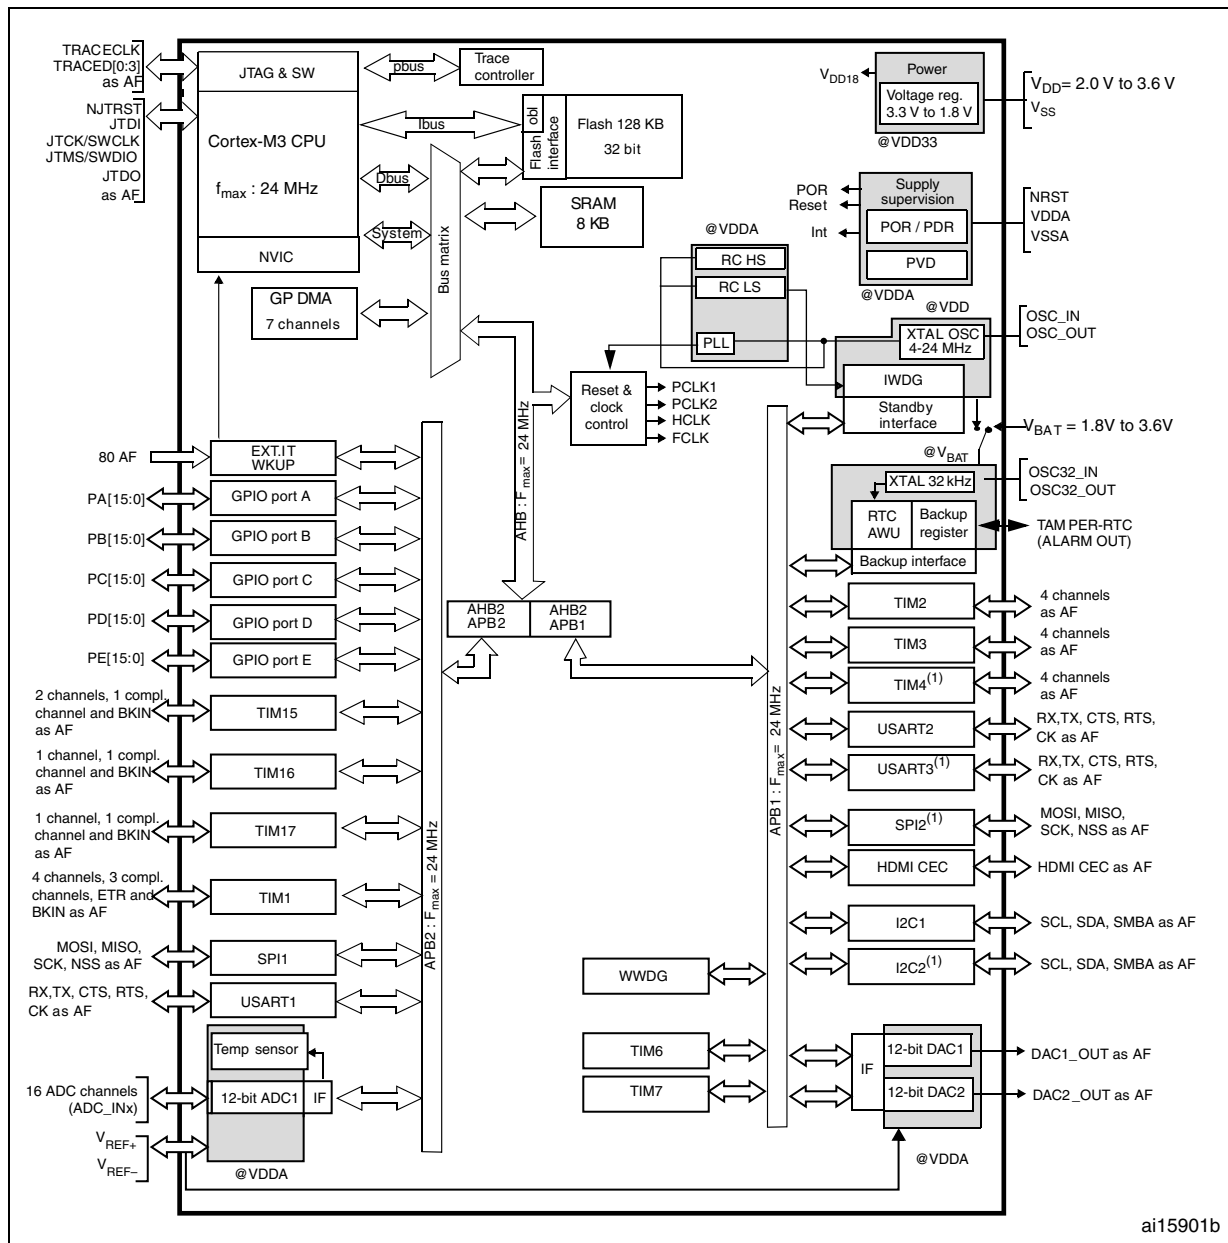 TRACECLK
TRACED[0:3]
as AF
NJTRST
JTDI
JTCK/SWCLK
JTMS/SWDIO
JTDO
as AF
JTAG & SW
Cortex-M3 CPU
fmax : 24 MHz
NVIC
pbus
Trace
controller
Ibus
Dbus
System
Flash
interface
obl
Flash 128 KB
32 bit
SRAM
8 KB
Bus matrix
GP DMA
7 channels
VDD18
Power
Voltage reg.
3.3 V to 1.8 V
@VDD33
VDD= 2.0 V to 3.6 V
VSS
POR
Reset
Int
Supply
supervision
POR / PDR
PVD
@VDDA
NRST
VDDA
VSSA
@VDDA
RC HS
RC LS
PLL
@VDD
XTAL OSC
4-24 MHz
OSC_IN
OSC_OUT
IWDG
Standby
interface
Reset &
clock
control
PCLK1
PCLK2
HCLK
FCLK
VBAT = 1.8V to 3.6V
@VBAT
XTAL 32 kHz
OSC32_IN
OSC32_OUT
RTC
AWU
Backup
register
Backup interface
TAM PER-RTC
(ALARM OUT)
AHB : Fmax= 24 MHz
AHB2
APB2
AHB2
APB1
APB2 : Fmax = 24 MHz
APB1 : Fmax= 24 MHz
80 AF
EXT.IT
WKUP
PA[15:0]
GPIO port A
PB[15:0]
GPIO port B
PC[15:0]
GPIO port C
PD[15:0]
GPIO port D
PE[15:0]
GPIO port E
2 channels, 1 compl.
channel and BKIN
as AF
TIM15
1 channel, 1 compl.
channel and BKIN
as AF
TIM16
1 channel, 1 compl.
channel and BKIN
as AF
TIM17
4 channels, 3 compl.
channels, ETR and
BKIN as AF
TIM1
MOSI, MISO,
SCK, NSS as AF
SPI1
RX,TX, CTS, RTS,
CK as AF
USART1
Temp sensor
16 ADC channels
(ADC_INx)
12-bit ADC1
IF
VREF+
VREF–
@VDDA
TIM2
4 channels
as AF
TIM3
4 channels
as AF
TIM4(1)
4 channels
as AF
USART2
RX,TX, CTS, RTS,
CK as AF
USART3(1)
RX,TX, CTS, RTS,
CK as AF
SPI2(1)
MOSI, MISO,
SCK, NSS as AF
HDMI CEC
HDMI CEC as AF
I2C1
SCL, SDA, SMBA as AF
I2C2(1)
SCL, SDA, SMBA as AF
WWDG
TIM6
TIM7
IF
12-bit DAC1
DAC1_OUT as AF
12-bit DAC2
DAC2_OUT as AF
@VDDA
ai15901b